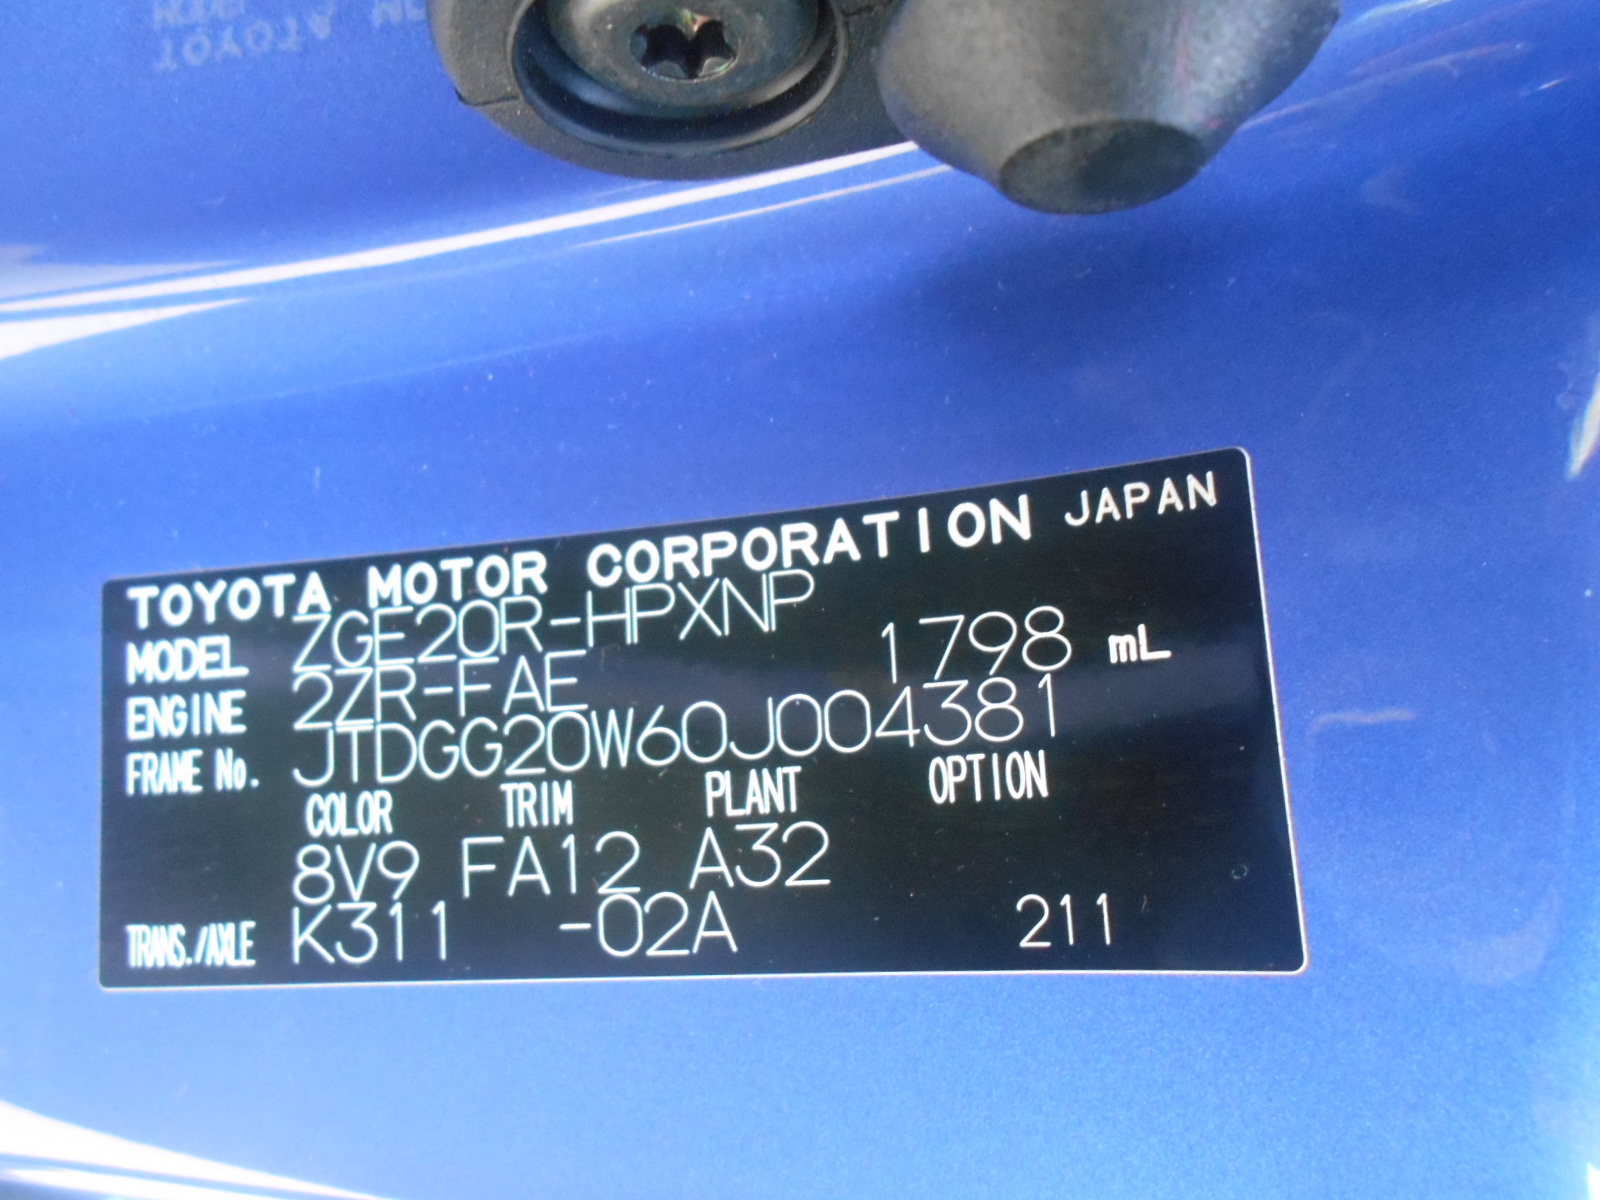 TOYOTA MOTOR CORPORATION JAPAN
MODEL ZGE20R-HPXNP
ENGINE 2ZR-FAE 1798 mL
FRAME No. JTDGG20W60J004381
COLOR TRIM PLANT OPTION
8V9 FA12 A32
TRANS./AXLE K311 -02A 211